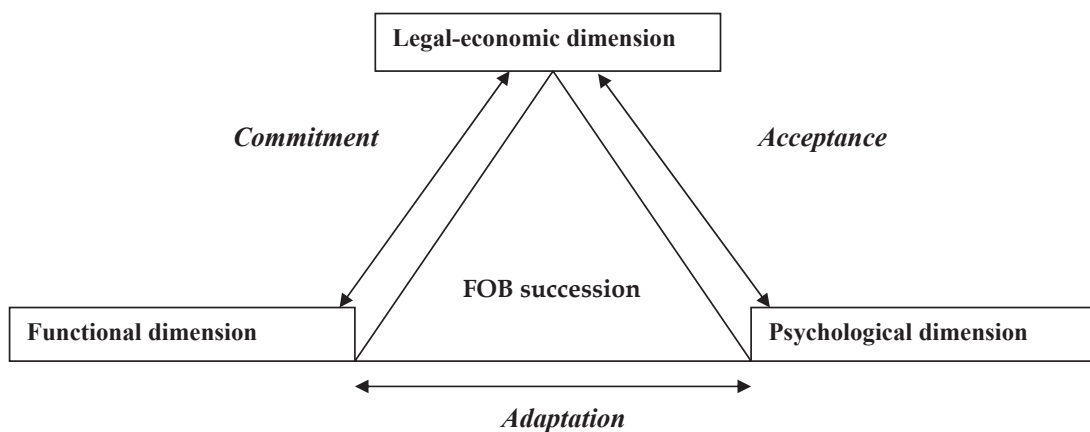 Legal-economic dimension
Commitment
Acceptance
FOB succession
Functional dimension
Psychological dimension
Adaptation